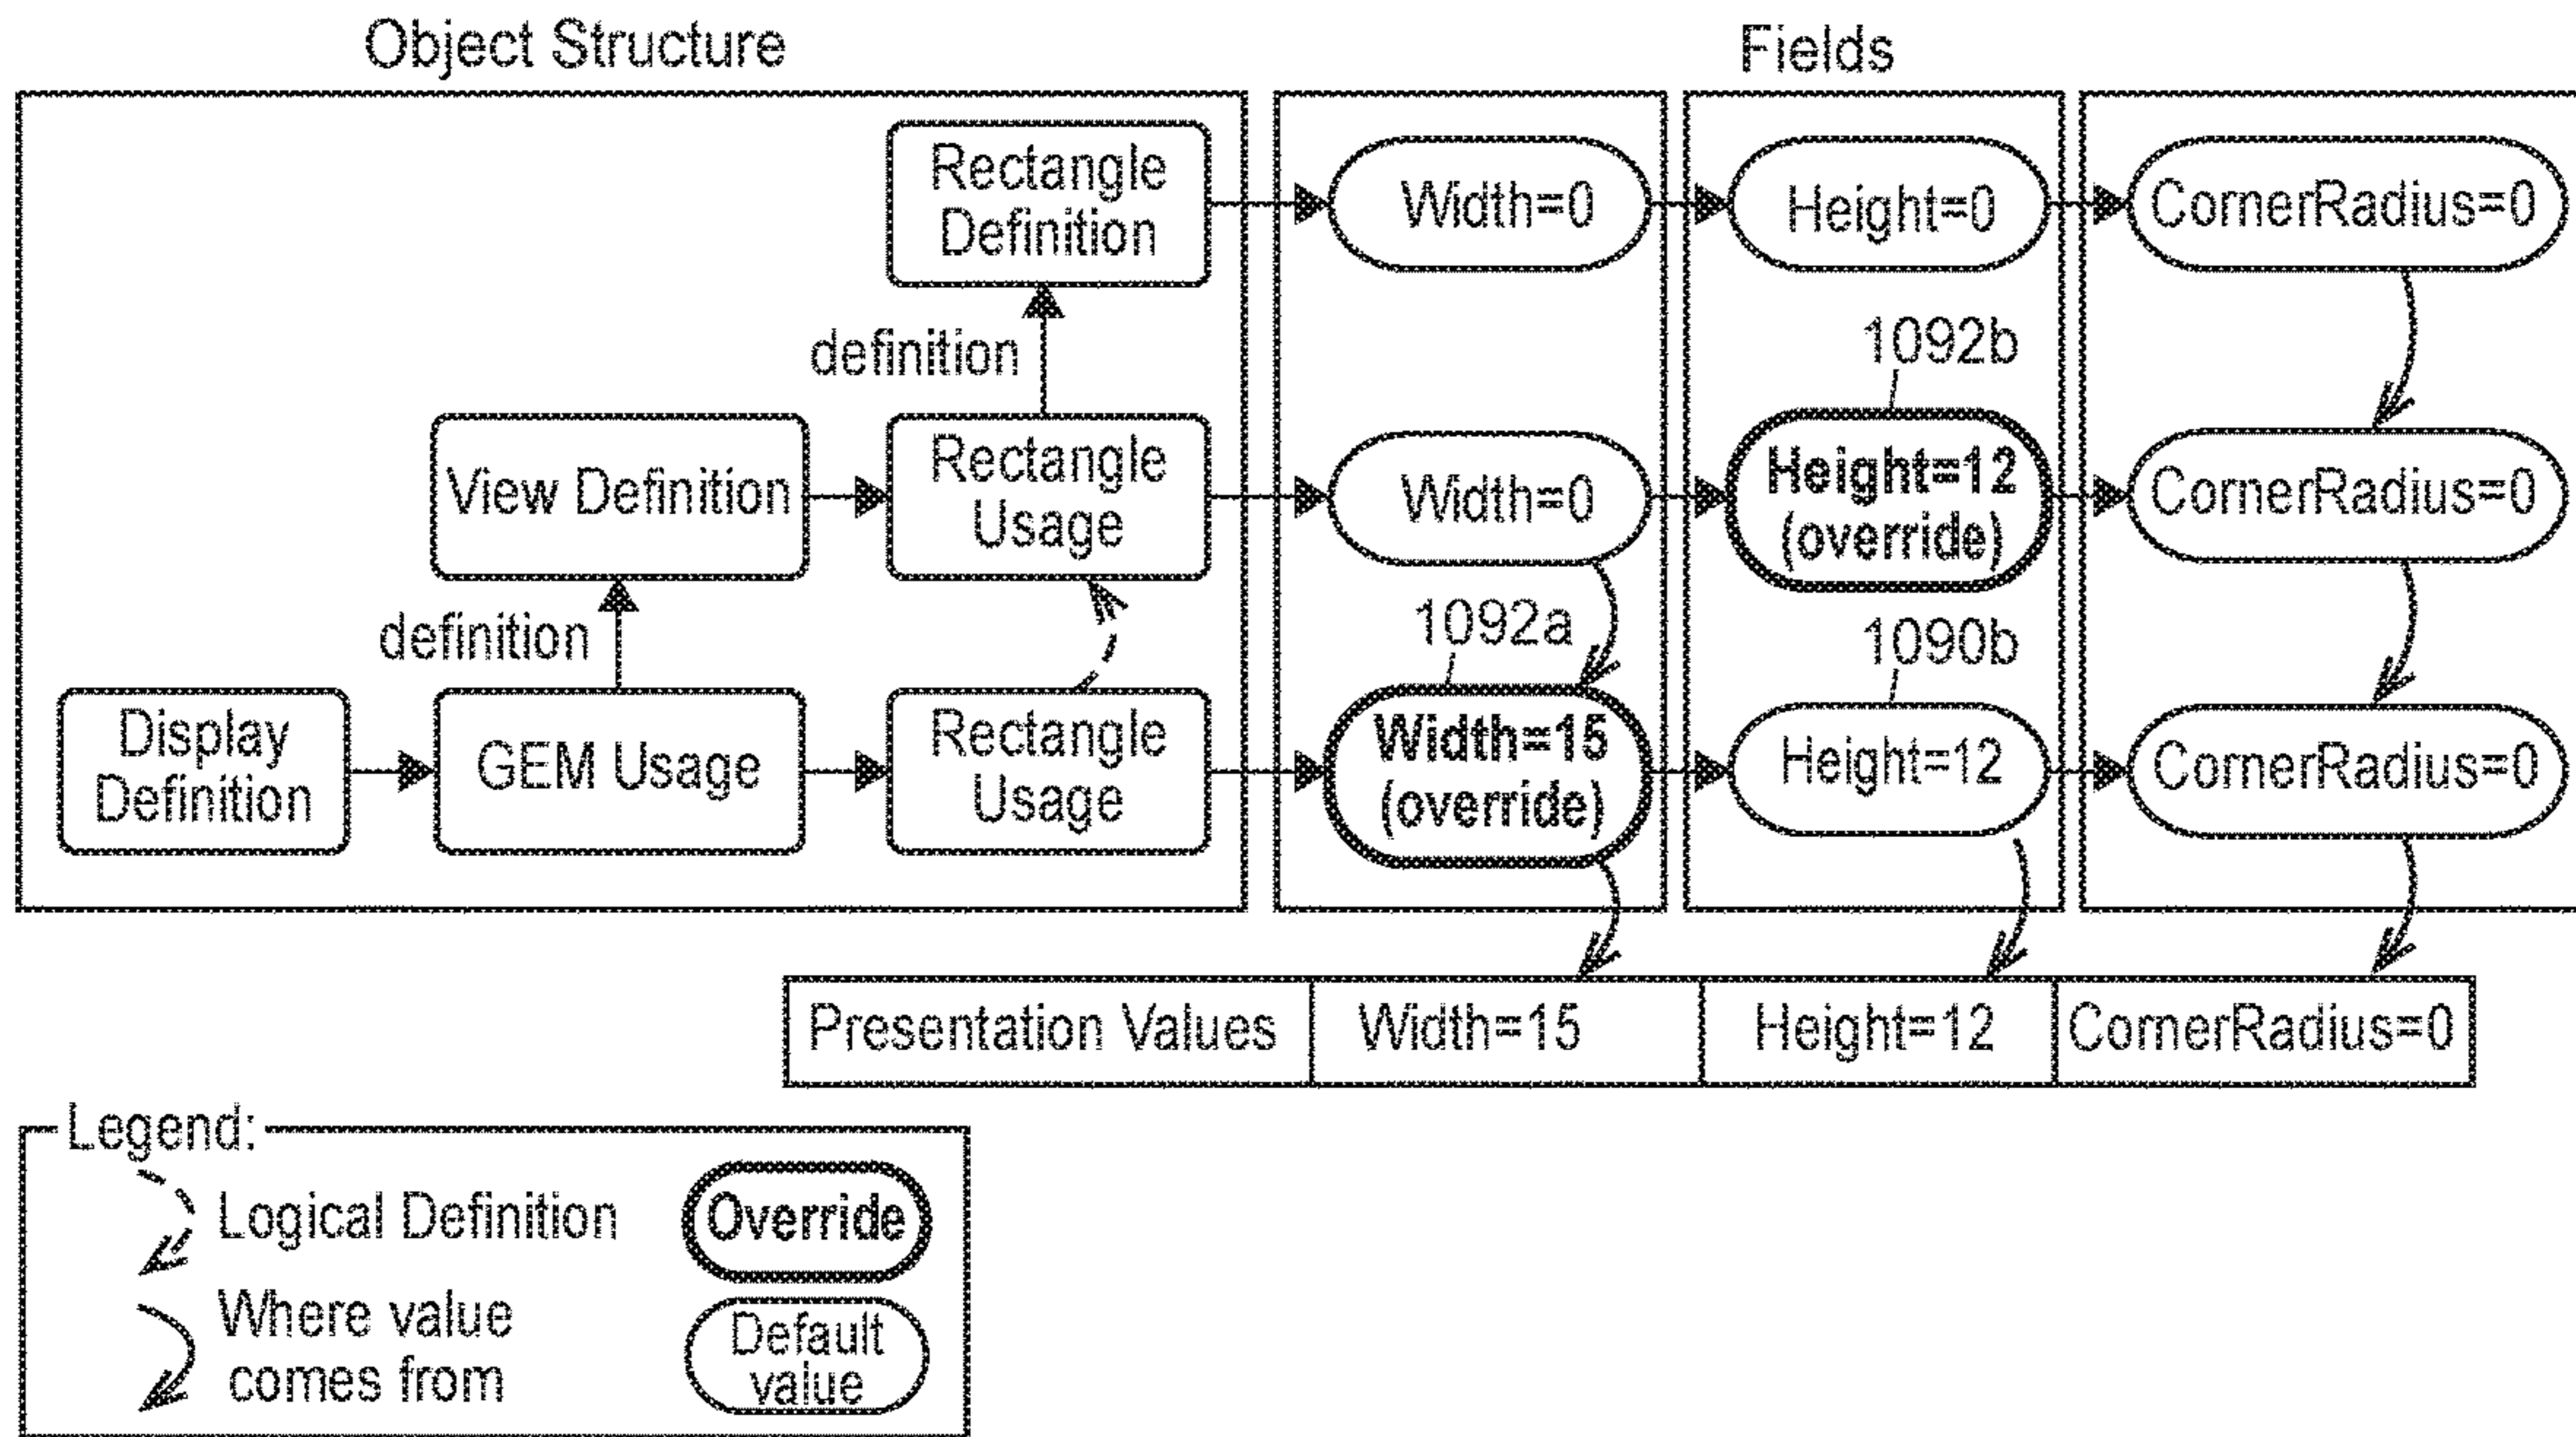 Object Structure
Fields
Rectangle
Definition
Width=0
Height=0
CornerRadius=0
definition
1092b
View Definition
Rectangle
Usage
Width=0
Height=12
(override)
CornerRadius=0
definition
1092a
1090b
Display
Definition
GEM Usage
Rectangle
Usage
Width=15
(override)
Height=12
CornerRadius=0
Presentation Values
Width=15
Height=12
CornerRadius=0
Legend:
Logical Definition
Override
Where value
comes from
Default
value